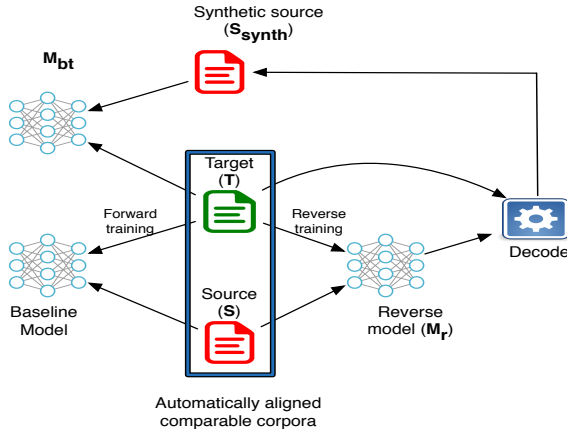 Synthetic source
(Ssynth)
Mbt
Target
(T)
Forward
training
Reverse
training
Decode
Source
(S)
Baseline
Model
Reverse
model (Mr)
Automatically aligned
comparable corpora